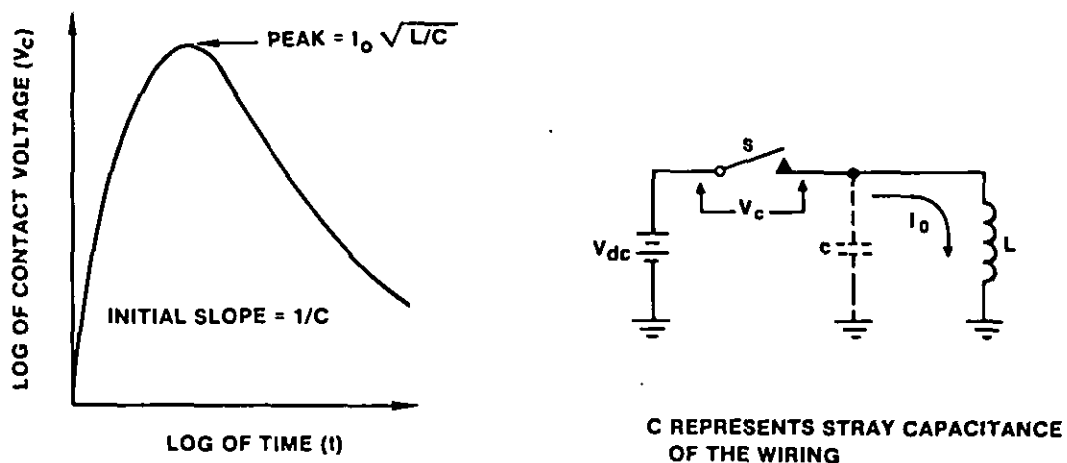 LOG OF CONTACT VOLTAGE (Vc)
PEAK = I₀ √L/C
INITIAL SLOPE = 1/C
LOG OF TIME (t)
S
Vc
Vdc
C
I₀
L
C REPRESENTS STRAY CAPACITANCE
OF THE WIRING